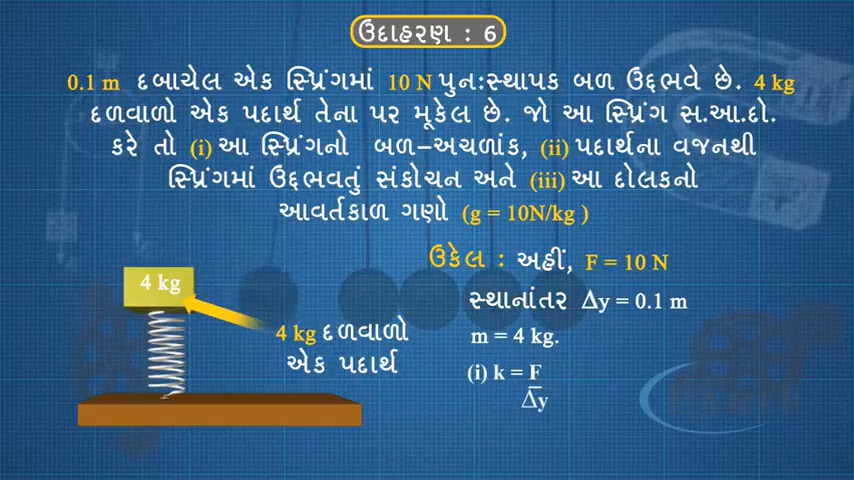 ઉદાહરણ : 6
0.1 m દબાયેલ એક સ્પ્રિંગમાં 10 N પુનઃસ્થાપક બળ ઉદ્દભવે છે. 4 kg
દળવાળો એક પદાર્થ તેના પર મૂકેલ છે. જો આ સ્પ્રિંગ સ.આ.દો.
કરે તો (i) આ સ્પ્રિંગનો બળ–અચળાંક, (ii) પદાર્થના વજનથી
સ્પ્રિંગમાં ઉદ્દભવતું સંકોચન અને (iii) આ દોલકનો
આવર્તકાળ ગણો (g = 10N/kg )
ઉકેલ : અહીં, F = 10 N
સ્થાનાંતર Δy = 0.1 m
m = 4 kg.
(i) k = F
Δy
4 kg
4 kg દળવાળો
એક પદાર્થ